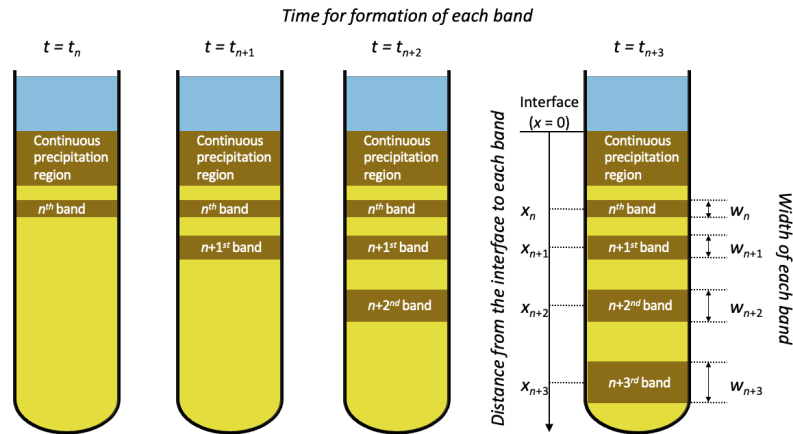 Time for formation of each band
t = tn
t = tn+1
t = tn+2
t = tn+3
Continuous
precipitation
region
nth band
Continuous
precipitation
region
nth band
n+1st band
Continuous
precipitation
region
nth band
n+1st band
n+2nd band
Distance from the interface to each band
Interface
(x = 0)
xn
xn+1
xn+2
xn+3
Continuous
precipitation
region
nth band
n+1st band
n+2nd band
n+3rd band
wn
wn+1
wn+2
wn+3
Width of each band